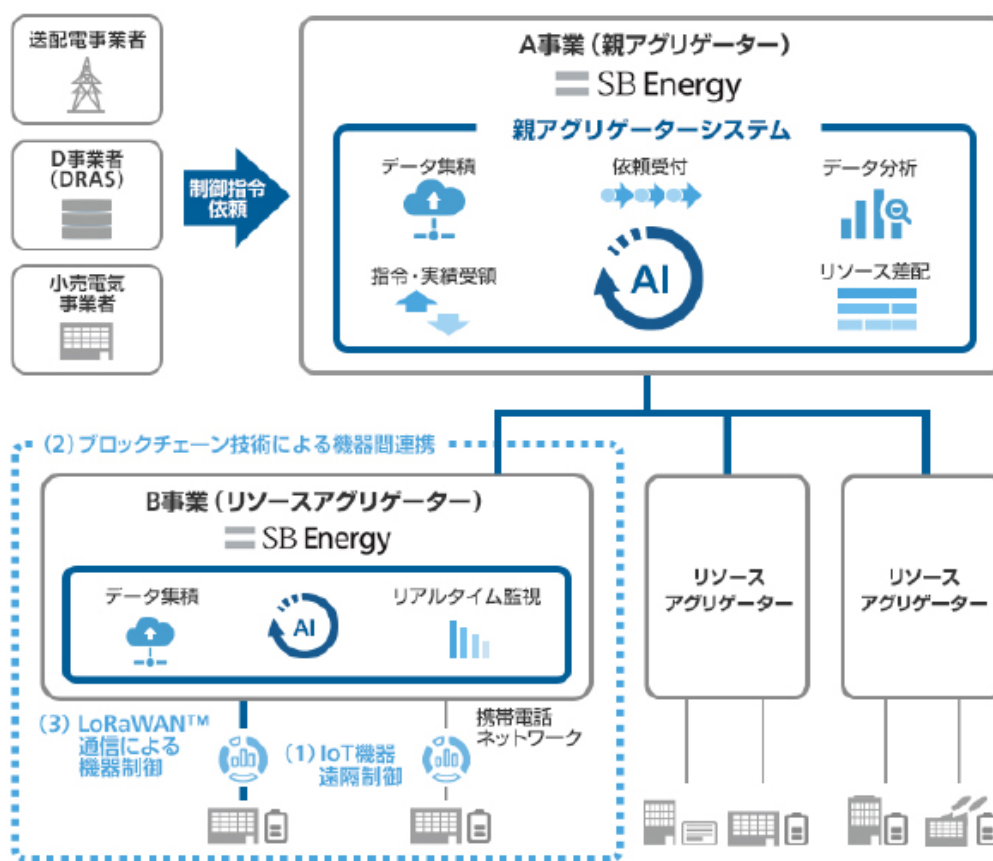 送配電事業者
D事業者
(DRAS)
小売電気
事業者
制御指令
依頼
A事業(親アグリゲーター)
SB Energy
親アグリゲーターシステム
データ集積
依頼受付
データ分析
指令・実績受領
AI
リソース差配
(2)ブロックチェーン技術による機器間連携
B事業(リソースアグリゲーター)
SB Energy
データ集積
AI
リアルタイム監視
(3) LoRaWAN™
通信による
機器制御
(1)IoT機器
遠隔制御
携帯電話
ネットワーク
リソース
アグリゲーター
リソース
アグリゲーター